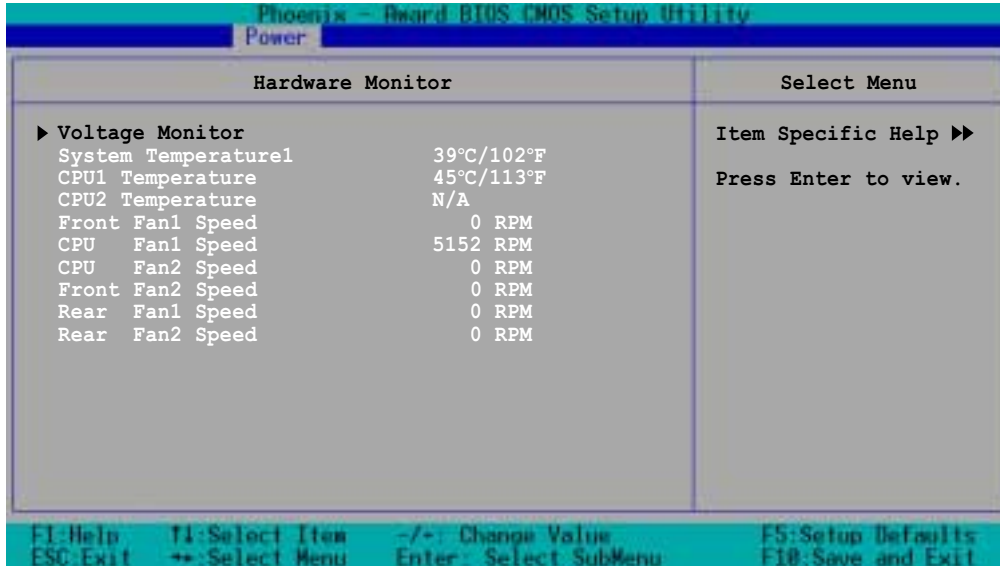 Phoenix - Award BIOS CMOS Setup Utility
Power
Hardware Monitor
Select Menu
▶ Voltage Monitor
System Temperature1 39°C/102°F
CPU1 Temperature 45°C/113°F
CPU2 Temperature N/A
Front Fan1 Speed 0 RPM
CPU Fan1 Speed 5152 RPM
CPU Fan2 Speed 0 RPM
Front Fan2 Speed 0 RPM
Rear Fan1 Speed 0 RPM
Rear Fan2 Speed 0 RPM
Item Specific Help ▶▶
Press Enter to view.
F1:Help ↑↓:Select Item -/+: Change Value F5:Setup Defaults
ESC:Exit ↔:Select Menu Enter: Select SubMenu F10:Save and Exit